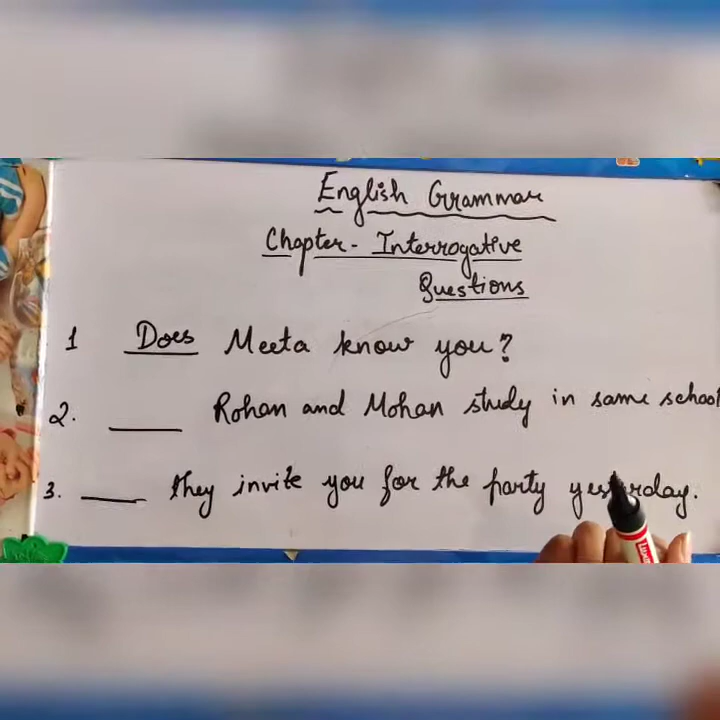 English Grammar
Chapter- Interrogative
Questions
1 Does Meeta know you?
2. ____ Rohan and Mohan study in same school
3. ____ they invite you for the party yesterday.